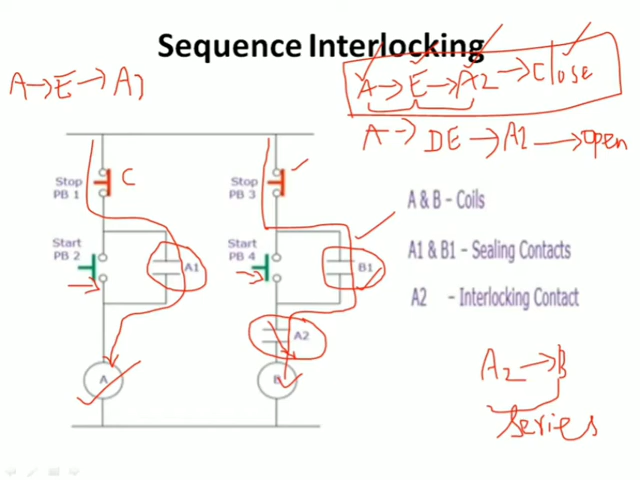 Sequence Interlocking
A→E→A1
A→E→A2→Close
A→DE→A2→Open
Stop
PB 1
C
Stop
PB 3
Start
PB 2
A1
Start
PB 4
B1
A2
A
B
A & B – Coils
A1 & B1 – Sealing Contacts
A2 – Interlocking Contact
A2→B
Series